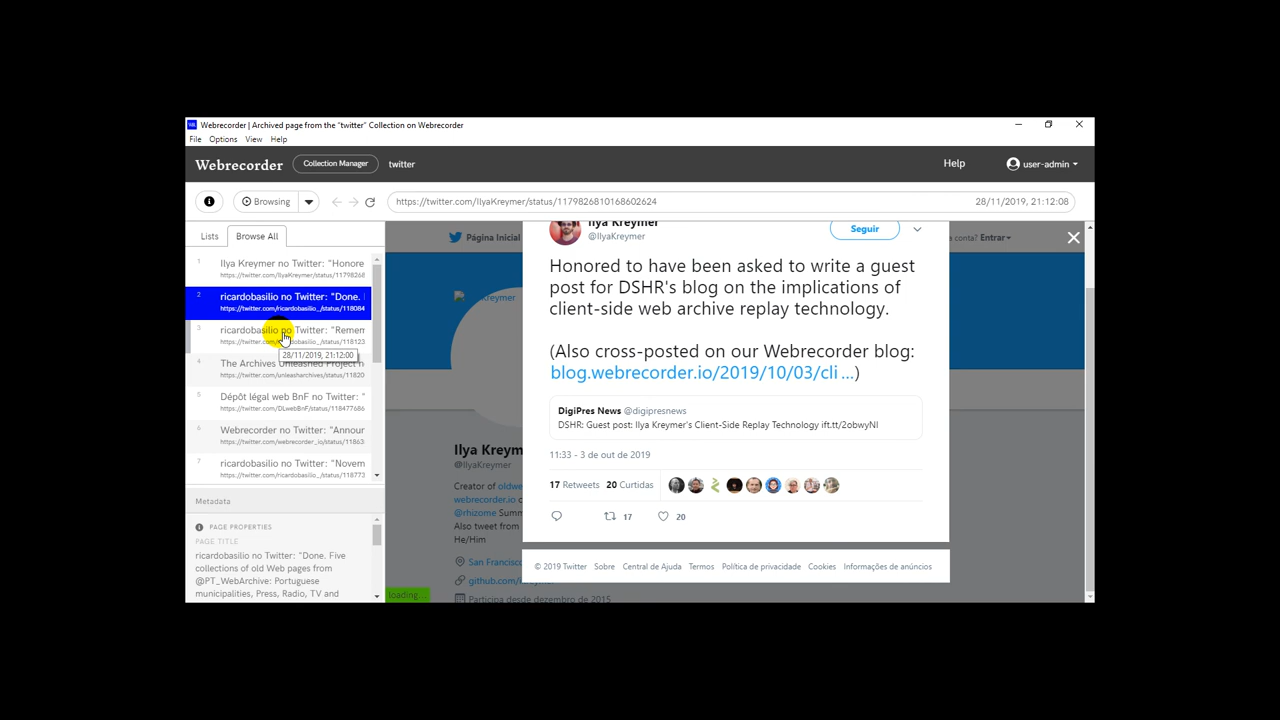 Webrecorder | Archived page from the "twitter" Collection on Webrecorder
File Options View Help
Webrecorder Collection Manager twitter Help user-admin
Browsing https://twitter.com/IlyaKreymer/status/1179826810168602624 28/11/2019, 21:12:08
Lists Browse All
1 Ilya Kreymer no Twitter: "Honore
https://twitter.com/IlyaKreymer/status/11798268
2 ricardobasilio no Twitter: "Done.
https://twitter.com/ricardobasilio_/status/118084
3 ricardobasilio no Twitter: "Remem
28/11/2019, 21:12:00
4 The Archives Unleashed Project n
https://twitter.com/unleasharchives/status/11820
5 Dépôt légal web BnF no Twitter: "
https://twitter.com/DLwebBnF/status/118477686
6 Webrecorder no Twitter: "Announ
https://twitter.com/webrecorder_io/status/11863
7 ricardobasilio no Twitter: "Novem
https://twitter.com/ricardobasilio_/status/118772
Metadata
PAGE PROPERTIES
PAGE TITLE
ricardobasilio no Twitter: "Done. Five
collections of old Web pages from
@PT_WebArchive: Portuguese
municipalities, Press, Radio, TV and
Página Inicial a conta? Entrar
Kreymer
Ilya Kreym
@IlyaKreymer
Creator of
webrecorder.io
@rhizome Summ
Also tweet from
He/Him
San Francisco
github.com/
Participa desde dezembro de 2015
loading ...
Ilya Kreymer
@IlyaKreymer
Seguir
Honored to have been asked to write a guest
post for DSHR's blog on the implications of
client-side web archive replay technology.
(Also cross-posted on our Webrecorder blog:
blog.webrecorder.io/2019/10/03/cli ...)
DigiPres News @digipresnews
DSHR: Guest post: Ilya Kreymer's Client-Side Replay Technology ift.tt/2obwyNI
11:33 - 3 de out de 2019
17 Retweets 20 Curtidas
17 20
© 2019 Twitter Sobre Central de Ajuda Termos Política de privacidade Cookies Informações de anúncios